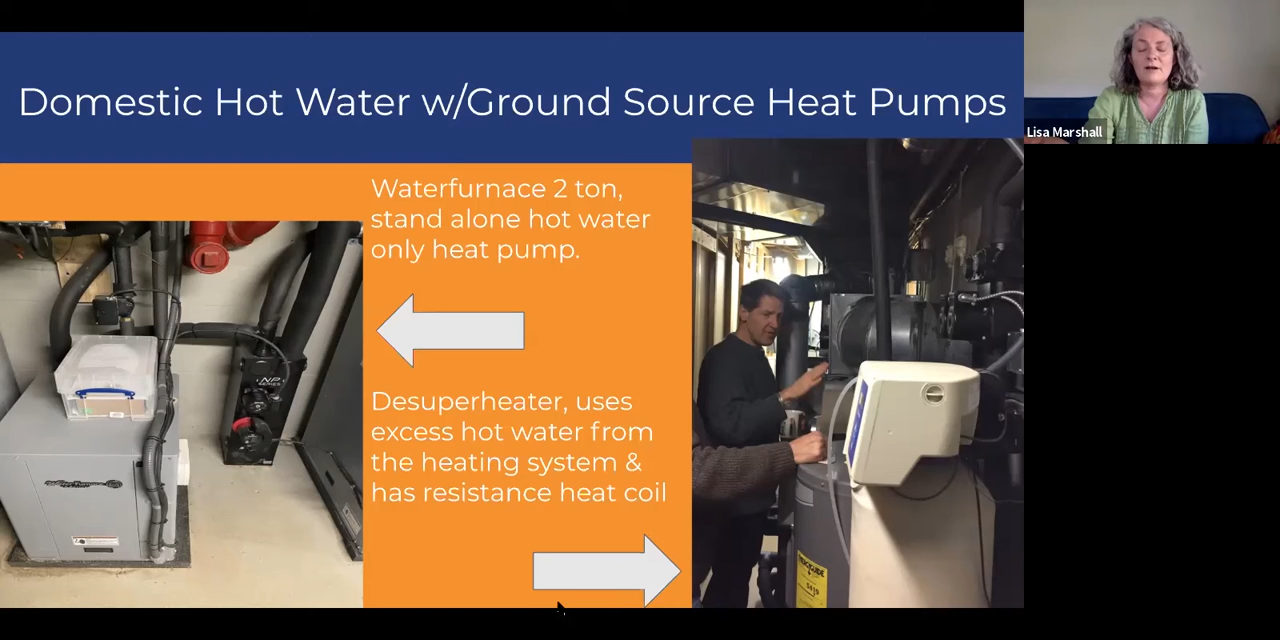 Domestic Hot Water w/Ground Source Heat Pumps
Lisa Marshall
Waterfurnace 2 ton,
stand alone hot water
only heat pump.
Desuperheater, uses
excess hot water from
the heating system &
has resistance heat coil